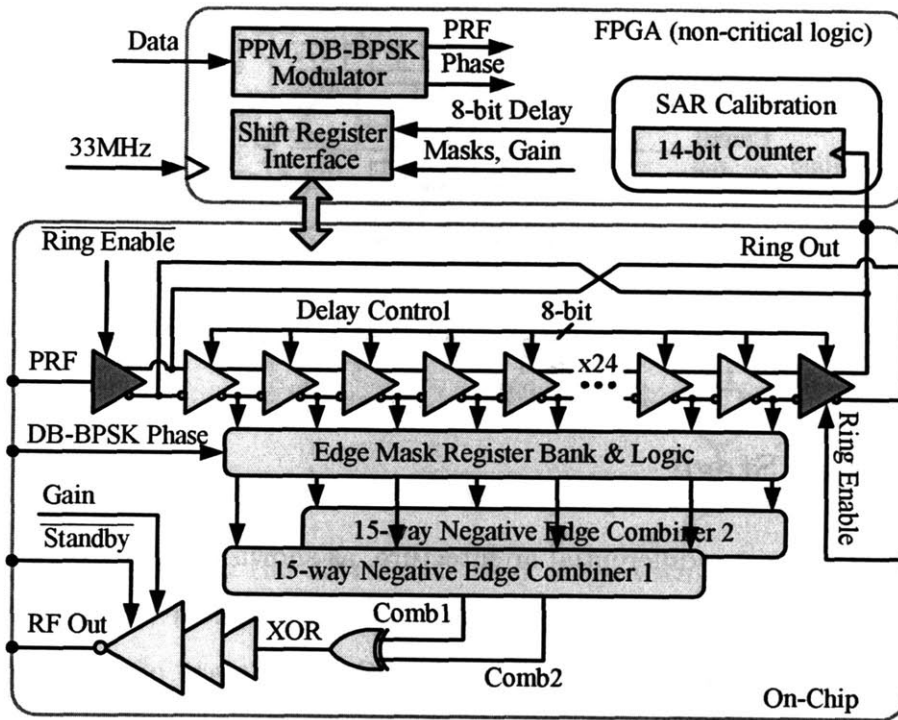 FPGA (non-critical logic)
Data
PPM, DB-BPSK
Modulator
PRF
Phase
8-bit Delay
SAR Calibration
14-bit Counter
33MHz
Shift Register
Interface
Masks, Gain
Ring Enable
Ring Out
Delay Control
8-bit
PRF
x24
DB-BPSK Phase
Edge Mask Register Bank & Logic
Ring Enable
Gain
Standby
15-way Negative Edge Combiner 2
15-way Negative Edge Combiner 1
RF Out
XOR
Comb1
Comb2
On-Chip